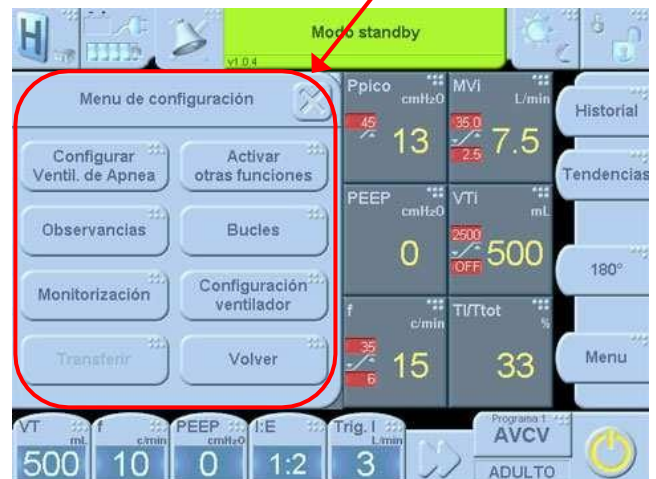 H
Modo standby
v1.0.4
Menu de configuración
Configurar
Ventil. de Apnea
Activar
otras funciones
Observancias
Bucles
Monitorización
Configuración
ventilador
Transferir
Volver
Ppico
cmH2O
45
13
MVi
L/min
35.0
2.5
7.5
PEEP
cmH2O
0
VTi
mL
2500
OFF
500
f
c/min
35
6
15
TI/Ttot
%
33
Historial
Tendencias
180°
Menu
VT
mL
500
f
c/min
10
PEEP
cmH2O
0
I:E
1:2
Trig. I
L/min
3
Programa 1
AVCV
ADULTO